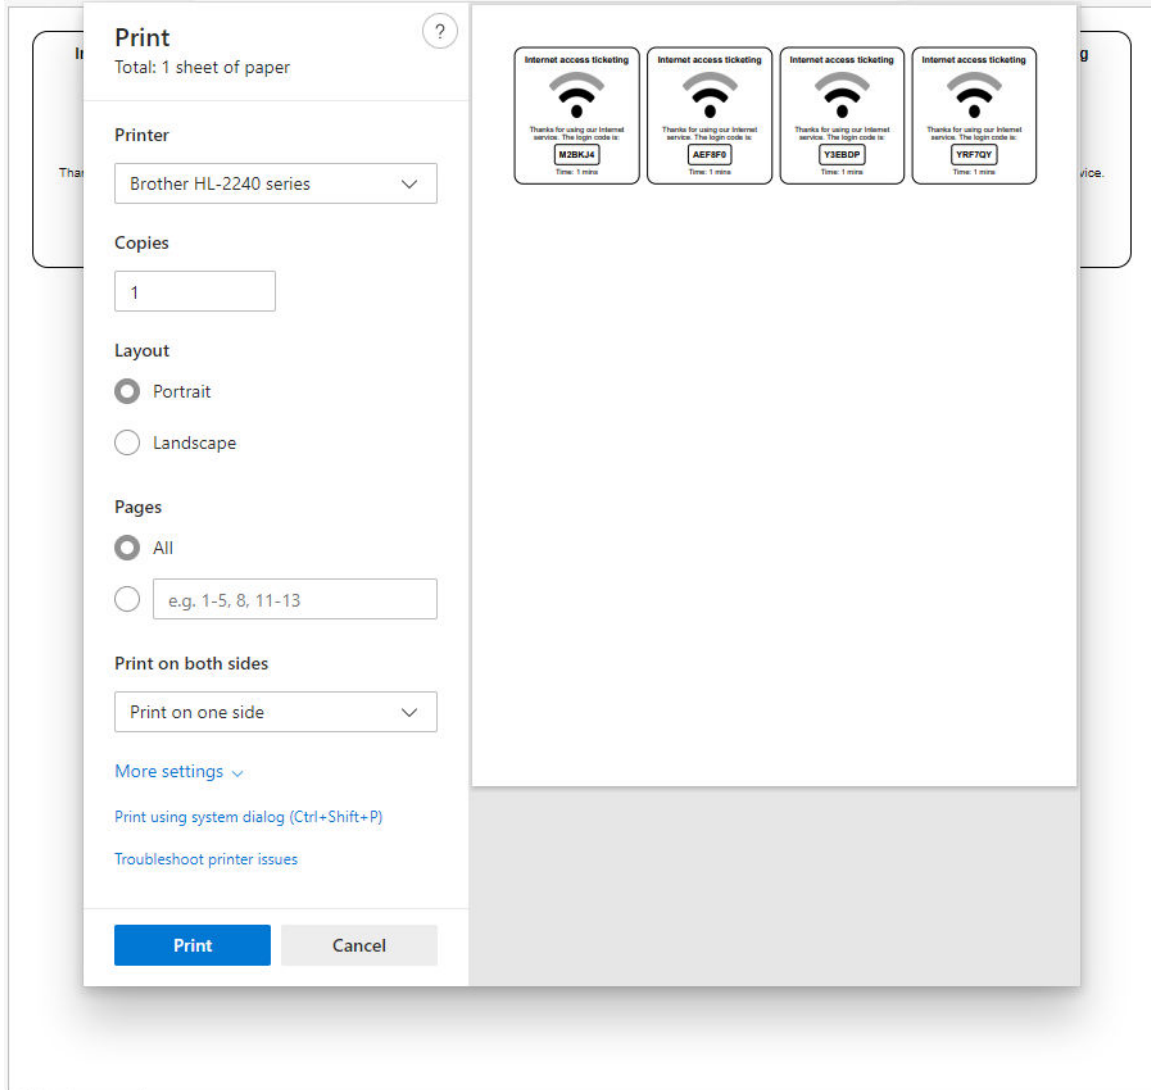 Print
Total: 1 sheet of paper
?
Printer
Brother HL-2240 series
Copies
1
Layout
Portrait
Landscape
Pages
All
e.g. 1-5, 8, 11-13
Print on both sides
Print on one side
More settings
Print using system dialog (Ctrl+Shift+P)
Troubleshoot printer issues
Print
Cancel
Internet access ticketing
Thanks for using our Internet
service. The login code is:
M2BKJ4
Time: 1 mins
Internet access ticketing
Thanks for using our Internet
service. The login code is:
AEF8F0
Time: 1 mins
Internet access ticketing
Thanks for using our Internet
service. The login code is:
Y3EBDP
Time: 1 mins
Internet access ticketing
Thanks for using our Internet
service. The login code is:
YRF7QY
Time: 1 mins